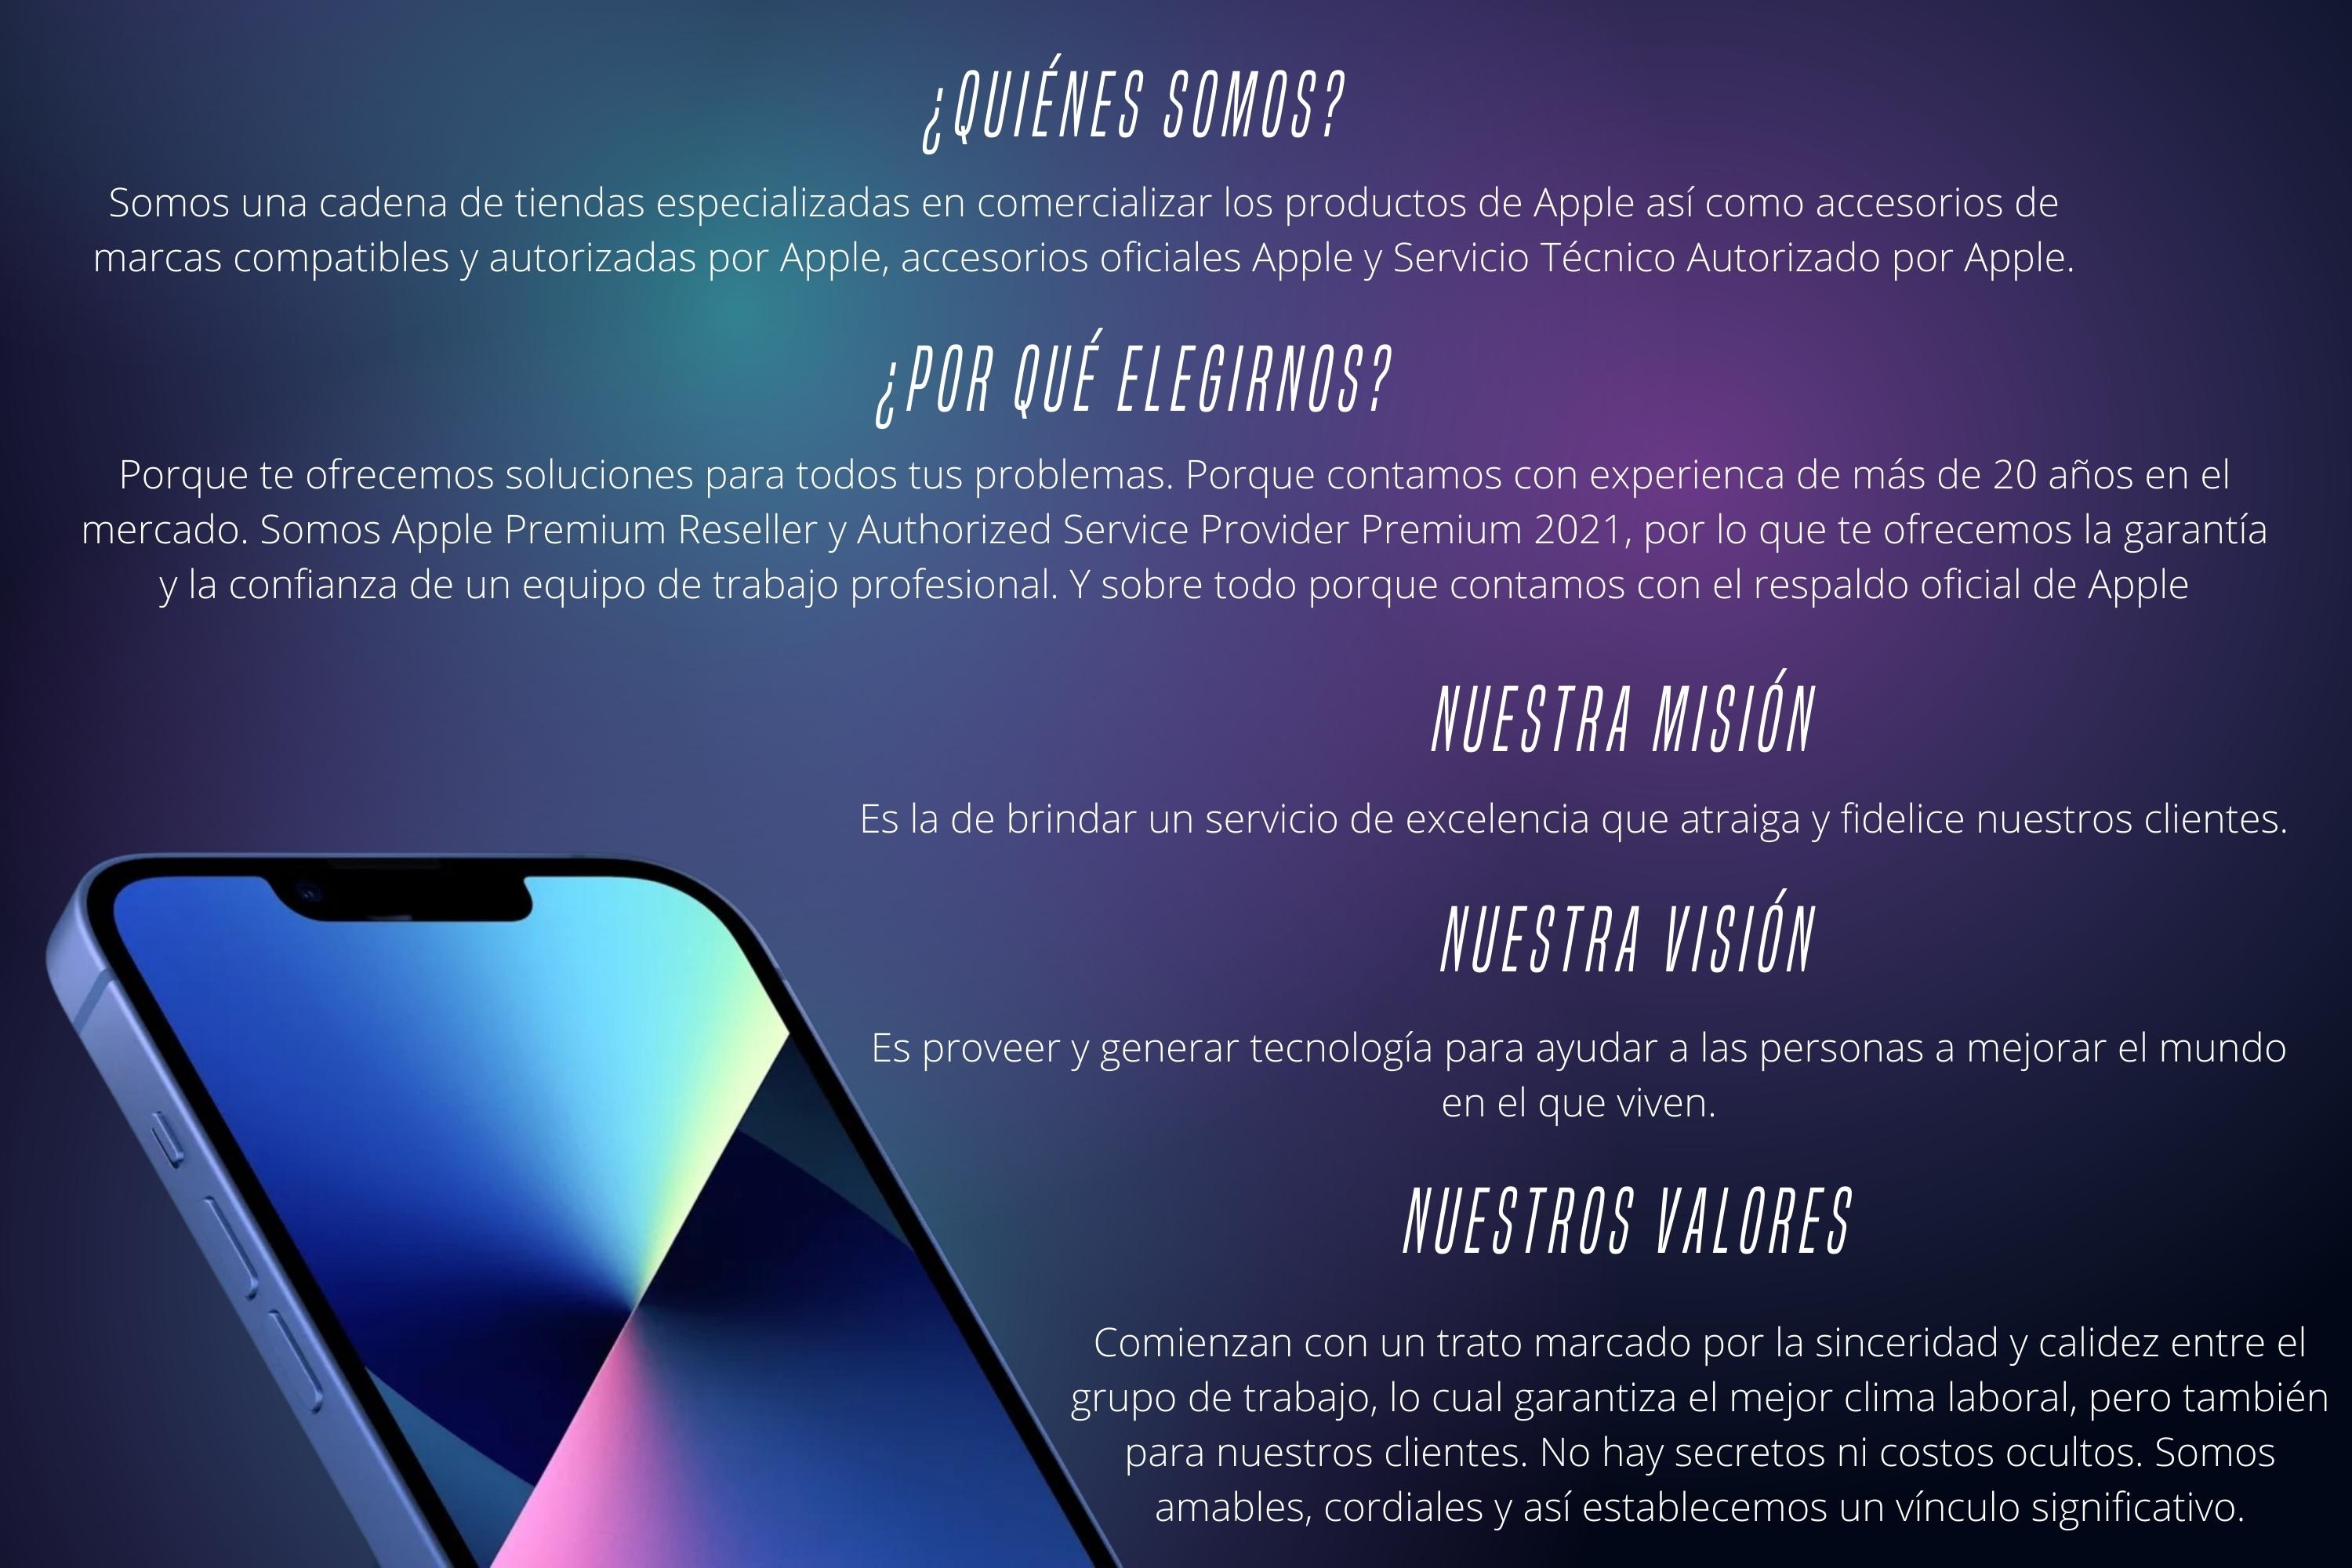 ¿QUIÉNES SOMOS?
Somos una cadena de tiendas especializadas en comercializar los productos de Apple así como accesorios de
marcas compatibles y autorizadas por Apple, accesorios oficiales Apple y Servicio Técnico Autorizado por Apple.
¿POR QUÉ ELEGIRNOS?
Porque te ofrecemos soluciones para todos tus problemas. Porque contamos con experienca de más de 20 años en el
mercado. Somos Apple Premium Reseller y Authorized Service Provider Premium 2021, por lo que te ofrecemos la garantía
y la confianza de un equipo de trabajo profesional. Y sobre todo porque contamos con el respaldo oficial de Apple
NUESTRA MISIÓN
Es la de brindar un servicio de excelencia que atraiga y fidelice nuestros clientes.
NUESTRA VISIÓN
Es proveer y generar tecnología para ayudar a las personas a mejorar el mundo
en el que viven.
NUESTROS VALORES
Comienzan con un trato marcado por la sinceridad y calidez entre el
grupo de trabajo, lo cual garantiza el mejor clima laboral, pero también
para nuestros clientes. No hay secretos ni costos ocultos. Somos
amables, cordiales y así establecemos un vínculo significativo.